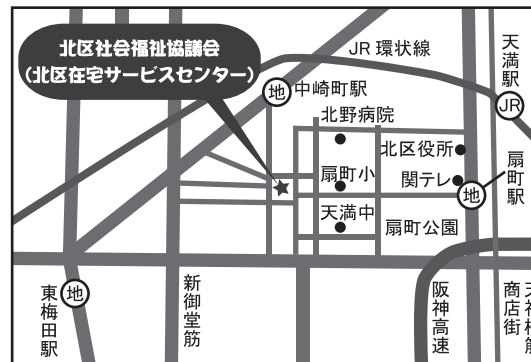 北区社会福祉協議会
(北区在宅サービスセンター)
JR環状線
天満駅
JR
地
中崎町駅
北野病院
北区役所
扇町小
関テレ
地
扇町駅
天満中
扇町公園
地
東梅田駅
新御堂筋
阪神高速
商店街